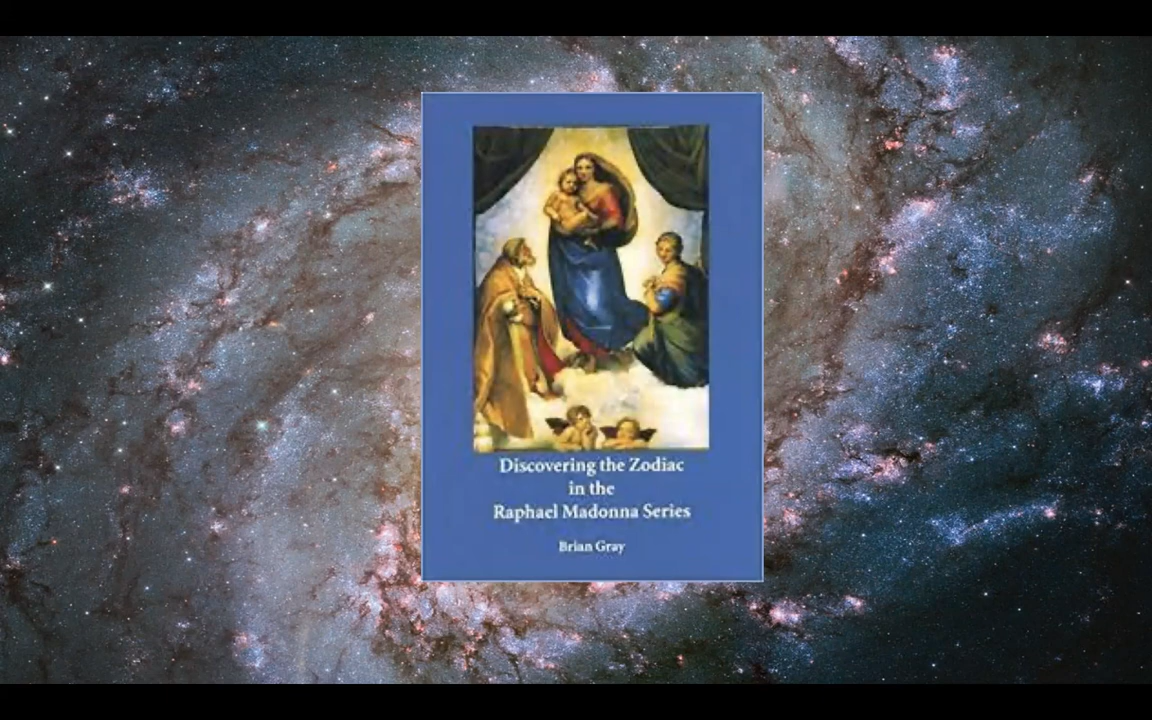 Discovering the Zodiac
in the
Raphael Madonna Series
Brian Gray